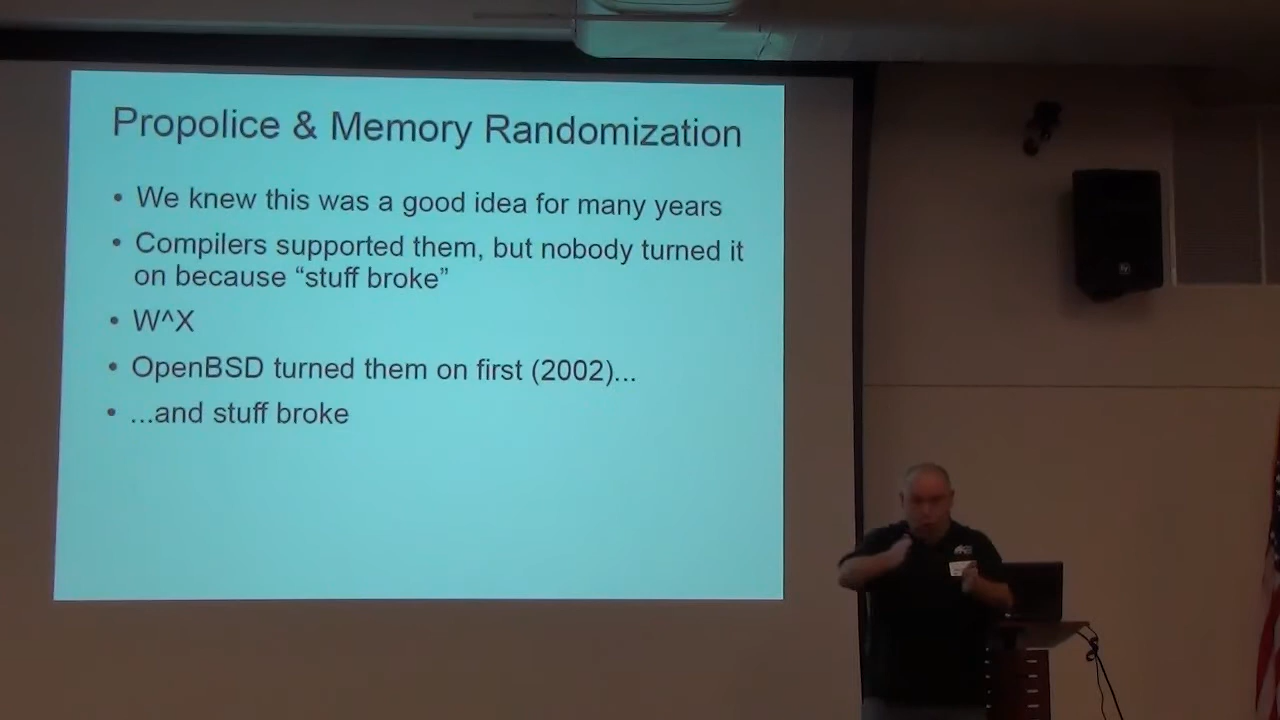 Propolice & Memory Randomization
• We knew this was a good idea for many years
• Compilers supported them, but nobody turned it
on because “stuff broke”
• W^X
• OpenBSD turned them on first (2002)...
• ...and stuff broke